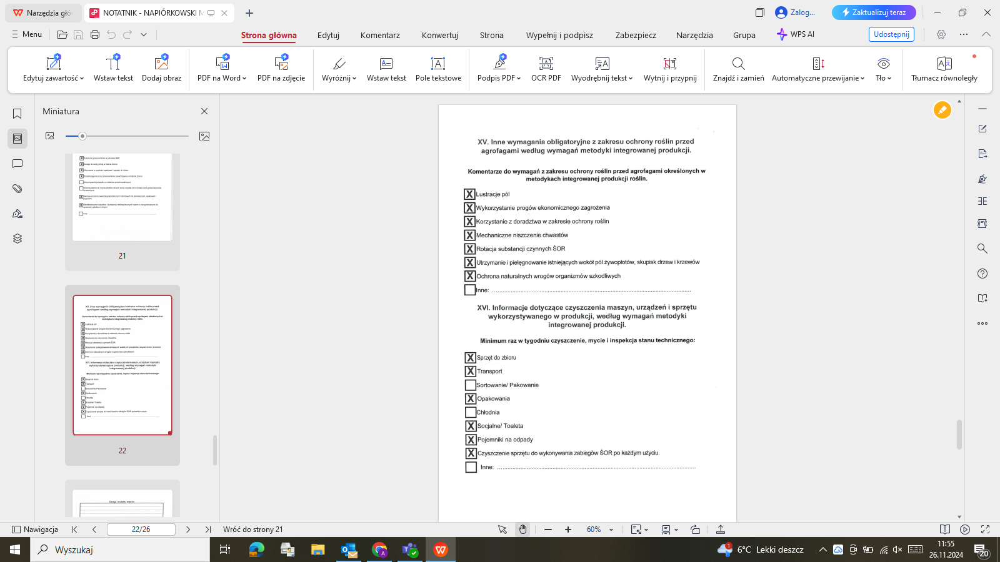 Narzędzia głó
NOTATNIK - NAPIÓRKOWSKI M
Zalog...
Zaktualizuj teraz
Menu
Strona główna
Edytuj
Komentarz
Konwertuj
Strona
Wypełnij i podpisz
Zabezpiecz
Narzędzia
Grupa
WPS AI
Udostępnij
Edytuj zawartość
Wstaw tekst
Dodaj obraz
PDF na Word
PDF na zdjęcie
Wyróżnij
Wstaw tekst
Pole tekstowe
Podpis PDF
OCR PDF
Wyodrębnij tekst
Wytnij i przypnij
Znajdź i zamień
Automatyczne przewijanie
Tło
Tłumacz równoległy
Miniatura
21
22
Uwagi i notatki własne
XV. Inne wymagania obligatoryjne z zakresu ochrony roślin przed
agrofagami według wymagań metodyki integrowanej produkcji.
Komentarze do wymagań z zakresu ochrony roślin przed agrofagami określonych w
metodykach integrowanej produkcji roślin.
X Lustracje pól
X Wykorzystanie progów ekonomicznego zagrożenia
X Korzystanie z doradztwa w zakresie ochrony roślin
X Mechaniczne niszczenie chwastów
X Rotacja substancji czynnych ŚOR
X Utrzymanie i pielęgnowanie istniejących wokół pól żywopłotów, skupisk drzew i krzewów
X Ochrona naturalnych wrogów organizmów szkodliwych
Inne: ........................................................................
XVI. Informacje dotyczące czyszczenia maszyn, urządzeń i sprzętu
wykorzystywanego w produkcji, według wymagań metodyki
integrowanej produkcji.
Minimum raz w tygodniu czyszczenie, mycie i inspekcja stanu technicznego:
X Sprzęt do zbioru
X Transport
Sortowanie/ Pakowanie
X Opakowania
Chłodnia
X Socjalne/ Toaleta
X Pojemniki na odpady
X Czyszczenie sprzętu do wykonywania zabiegów ŚOR po każdym użyciu.
Inne: ........................................................................
Nawigacja
22/26
Wróć do strony 21
60%
Wyszukaj
1
6°C Lekki deszcz
11:55
26.11.2024
20